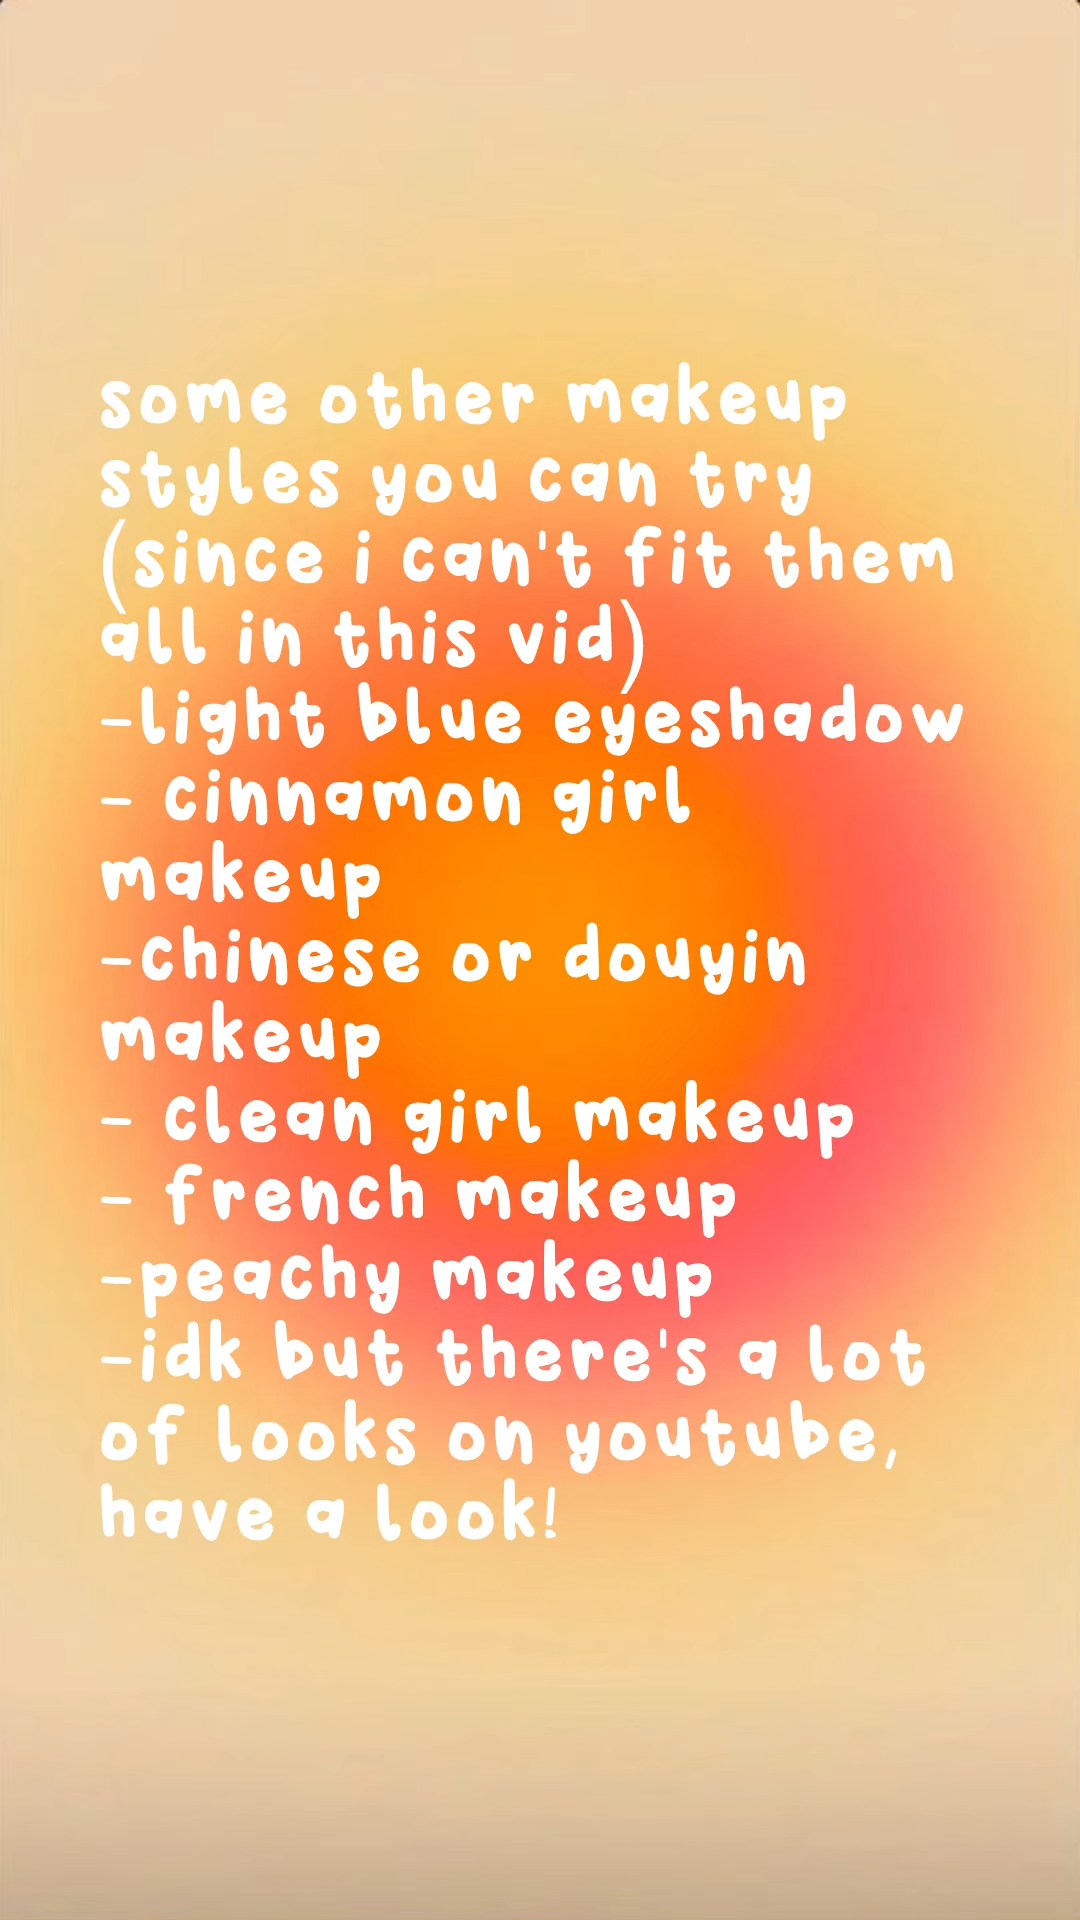 some other makeup
styles you can try
(since i can't fit them
all in this vid)
-light blue eyeshadow
- cinnamon girl
makeup
-chinese or douyin
makeup
- clean girl makeup
- french makeup
-peachy makeup
-idk but there's a lot
of looks on youtube,
have a look!